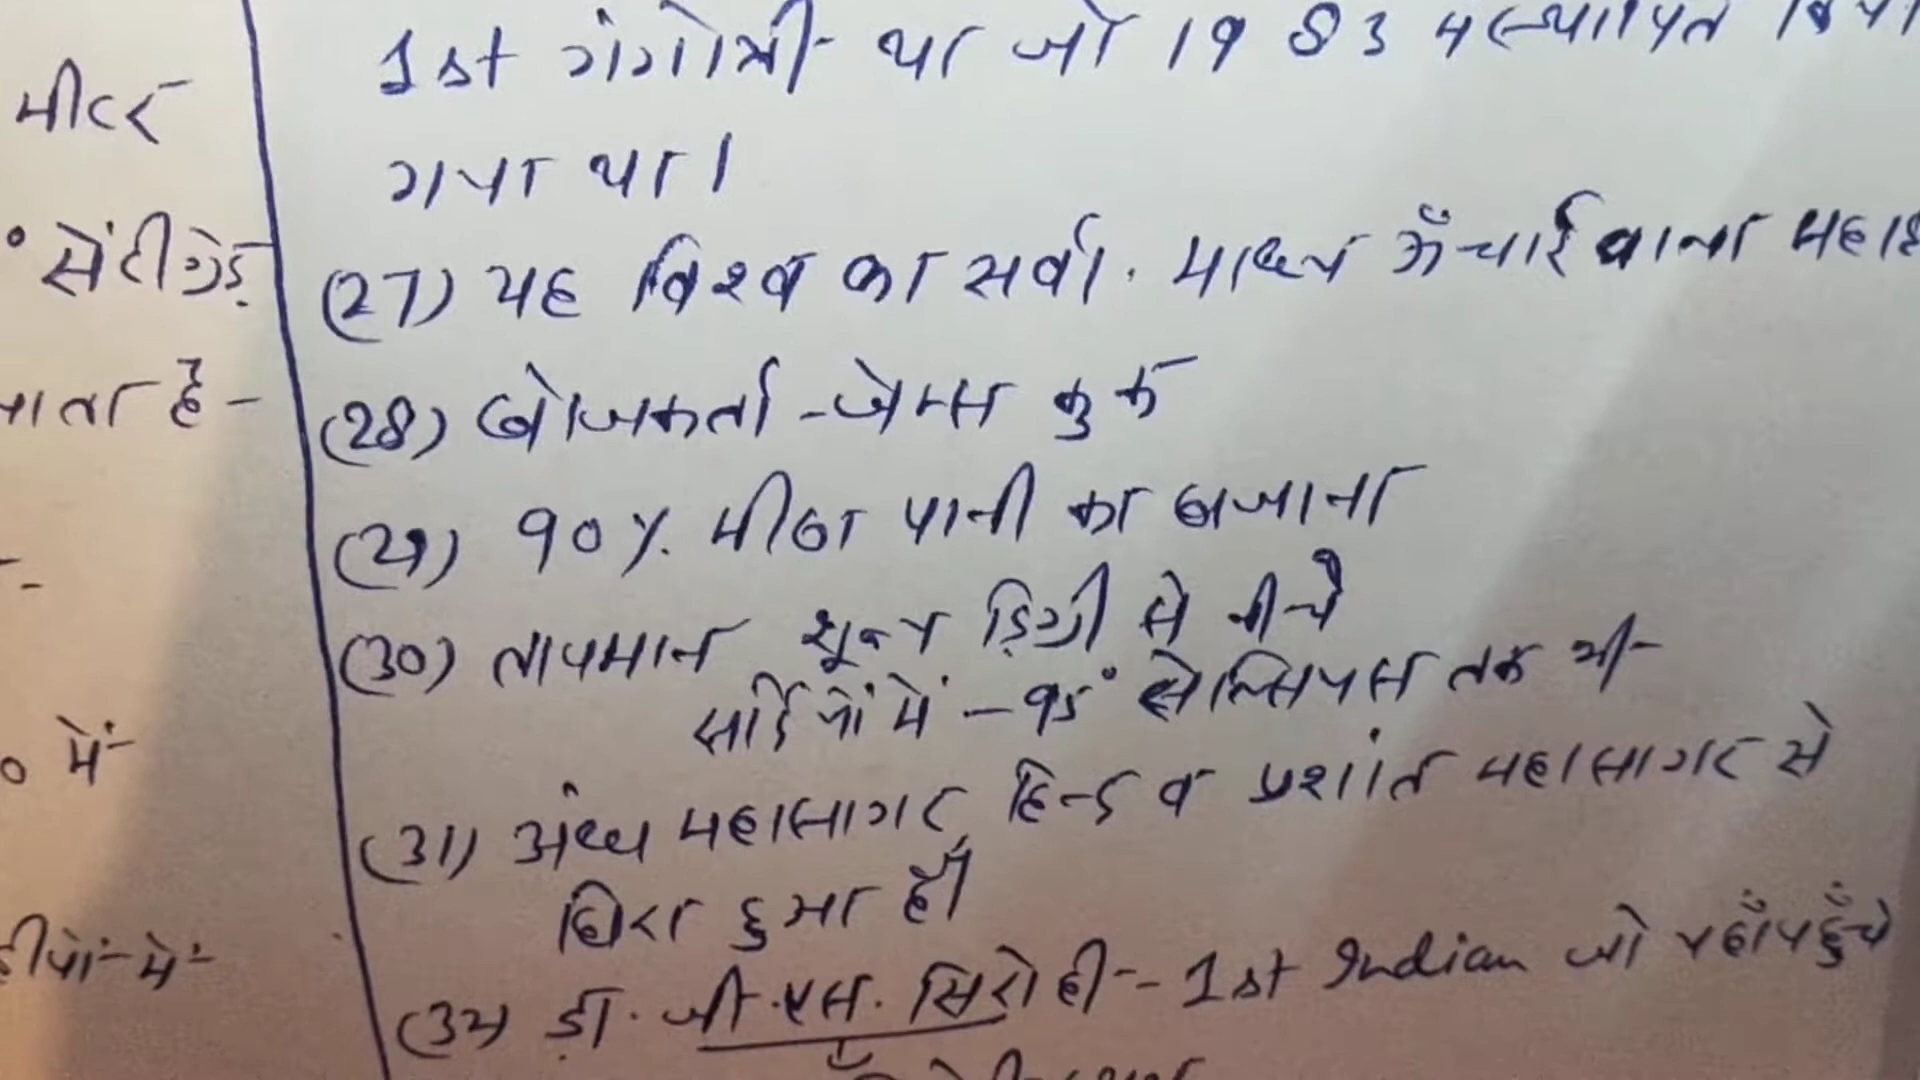 मीटर
° सेंटीग्रेड
है -
में -
में -
1st गंगोत्री - था जो 1983 में स्थापित किया
गया था।
(27) यह विश्व का सर्वा. माध्य ऊँचाई वाला
(28) खोजकर्ता - जेम्स कुक
(29) 90% मीठा पानी का खजाना
(30) तापमान शून्य डिग्री से नीचे
सर्दियों में -95° सेल्सियस तक भी -
(31) अंध महासागर, हिन्द व प्रशांत महासागर से
घिरा हुआ है।
(32) डॉ. जी.एस. सिरोही - 1st Indian जो यहाँ पहुँचे